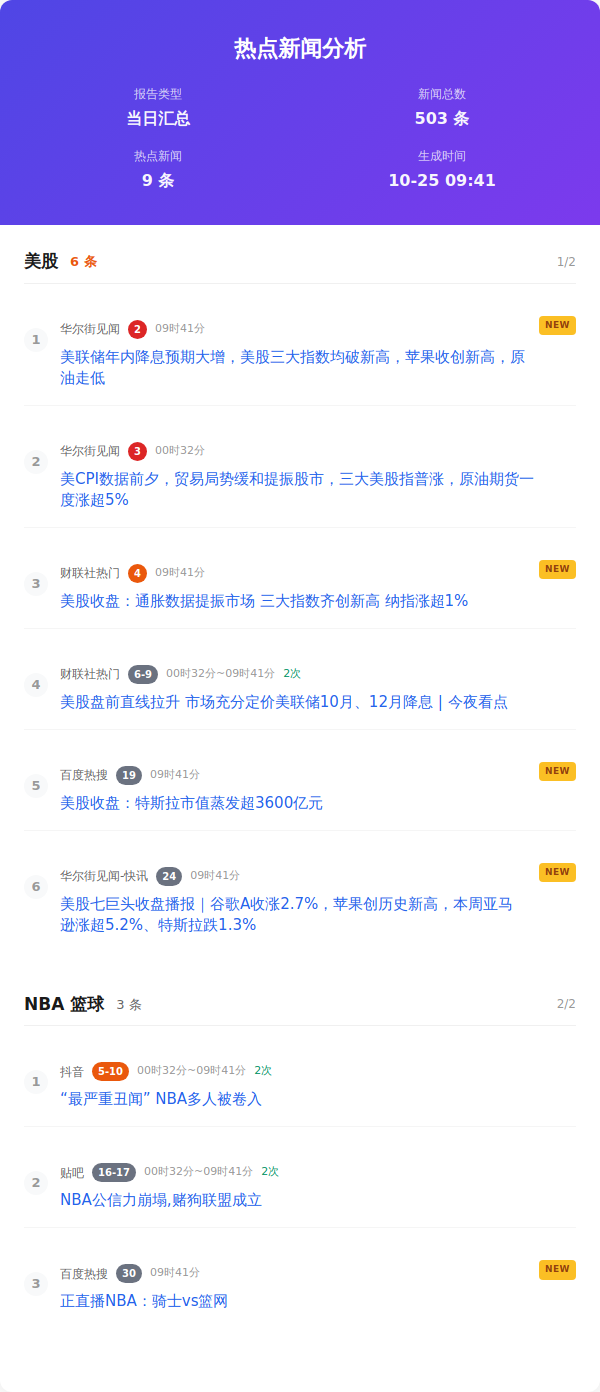 热点新闻分析
报告类型
新闻总数
当日汇总
503 条
热点新闻
生成时间
9 条
10-25 09:41
美股 6 条 1/2
1 华尔街见闻 2 09时41分 NEW
美联储年内降息预期大增，美股三大指数均破新高，苹果收创新高，原
油走低
2 华尔街见闻 3 00时32分
美CPI数据前夕，贸易局势缓和提振股市，三大美股指普涨，原油期货一
度涨超5%
3 财联社热门 4 09时41分 NEW
美股收盘：通胀数据提振市场 三大指数齐创新高 纳指涨超1%
4 财联社热门 6-9 00时32分~09时41分 2次
美股盘前直线拉升 市场充分定价美联储10月、12月降息 | 今夜看点
5 百度热搜 19 09时41分 NEW
美股收盘：特斯拉市值蒸发超3600亿元
6 华尔街见闻-快讯 24 09时41分 NEW
美股七巨头收盘播报｜谷歌A收涨2.7%，苹果创历史新高，本周亚马
逊涨超5.2%、特斯拉跌1.3%
NBA 篮球 3 条 2/2
1 抖音 5-10 00时32分~09时41分 2次
“最严重丑闻” NBA多人被卷入
2 贴吧 16-17 00时32分~09时41分 2次
NBA公信力崩塌,赌狗联盟成立
3 百度热搜 30 09时41分 NEW
正直播NBA：骑士vs篮网